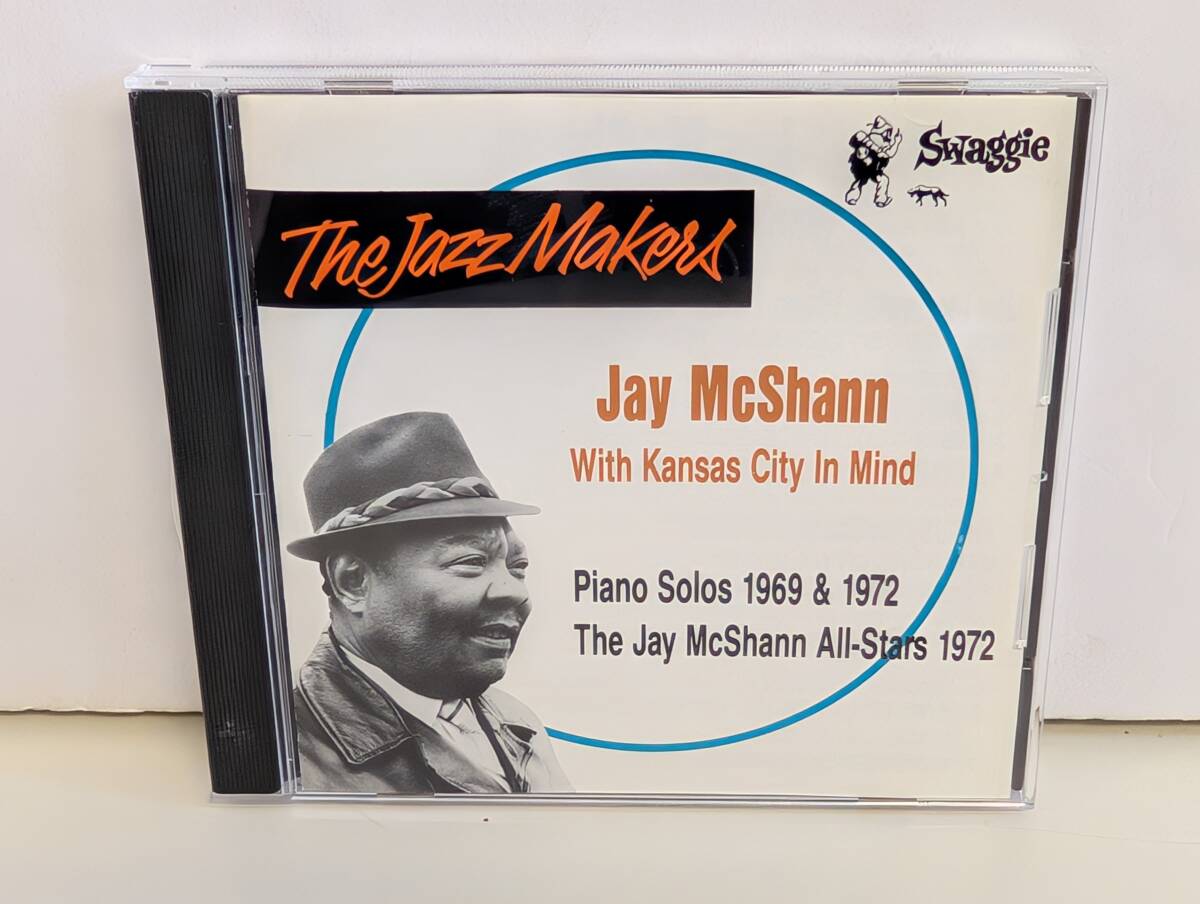 Swaggie
The Jazz Makers
Jay McShann
With Kansas City In Mind
Piano Solos 1969 & 1972
The Jay McShann All-Stars 1972